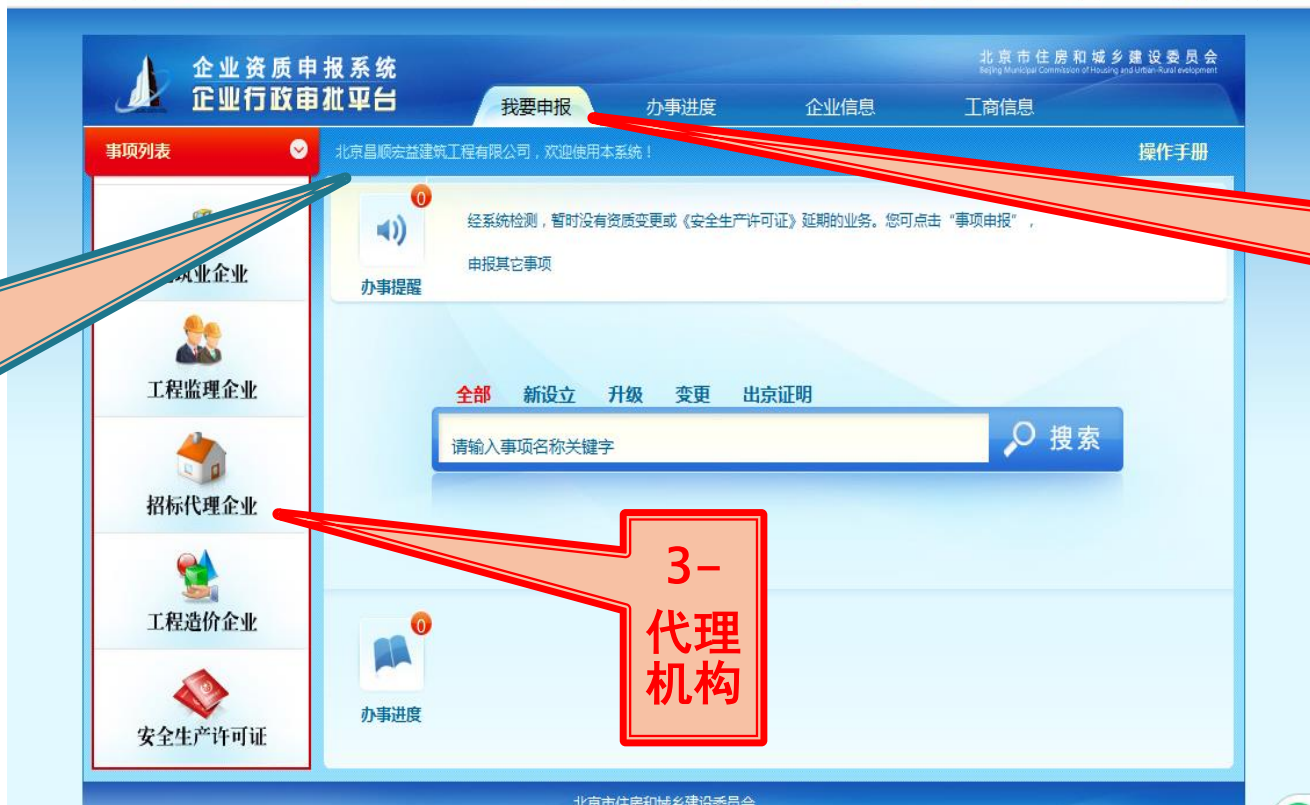 企业资质申报系统
企业行政审批平台
北京市住房和城乡建设委员会
Beijing Municipal Commission of Housing and Urban-Rural evelopment
我要申报 办事进度 企业信息 工商信息
事项列表
北京昌顺宏益建筑工程有限公司，欢迎使用本系统！
操作手册
0
经系统检测，暂时没有资质变更或《安全生产许可证》延期的业务。您可点击“事项申报”，
申报其它事项
办事提醒
筑业企业
工程监理企业
招标代理企业
工程造价企业
安全生产许可证
全部 新设立 升级 变更 出京证明
请输入事项名称关键字
搜索
3-
代理
机构
0
办事进度
北京市住房和城乡建设委员会